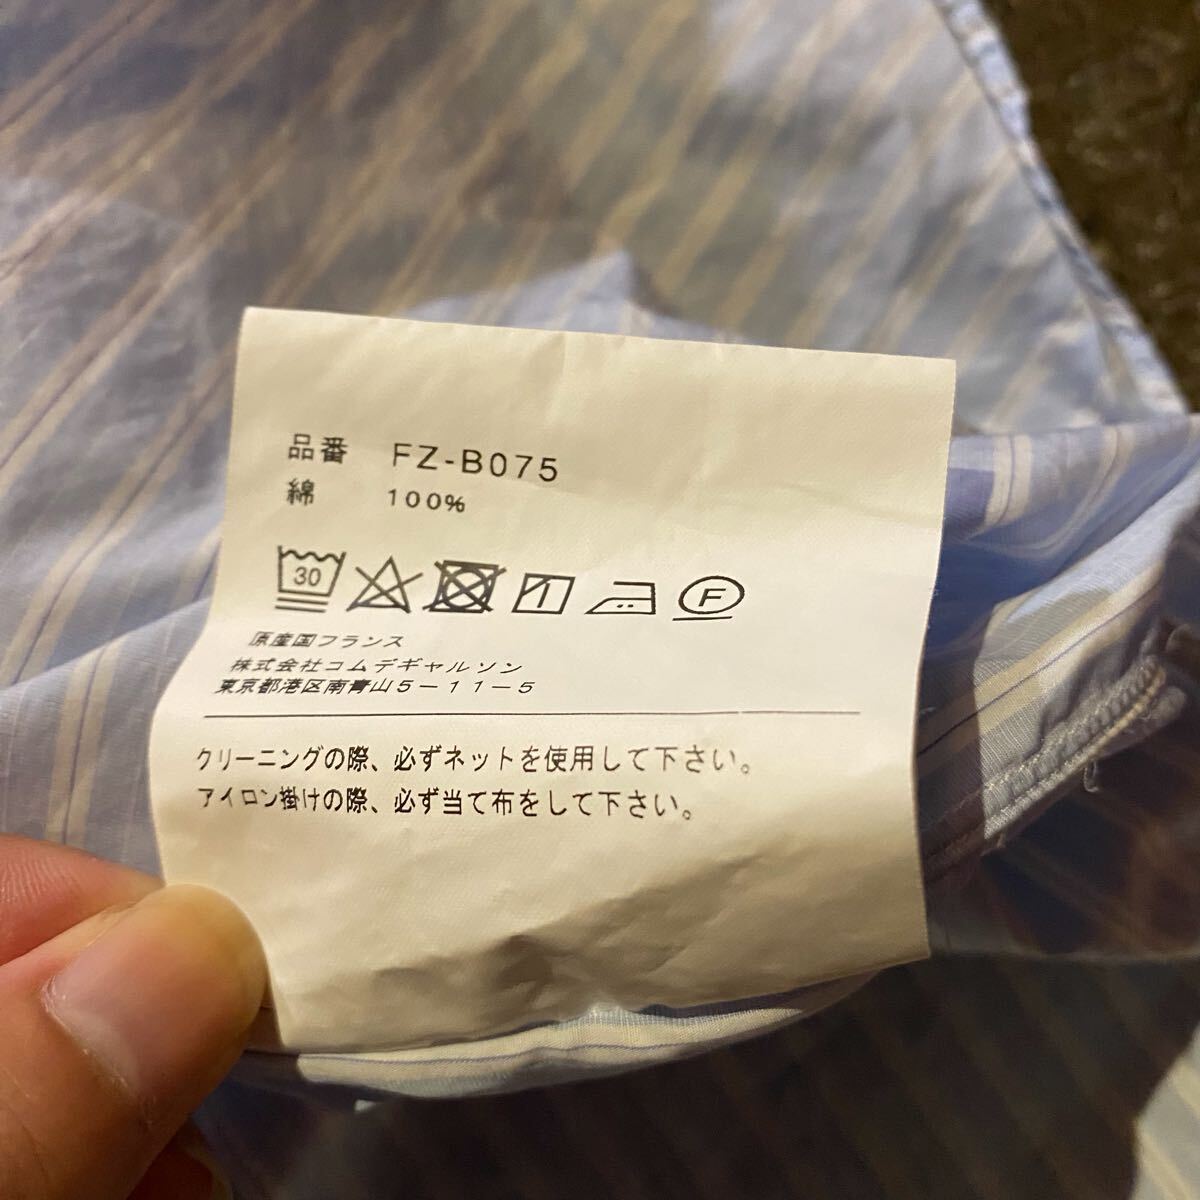 品番 FZ-B075
綿 100%
30 F
原産国フランス
株式会社コムデギャルソン
東京都港区南青山5-11-5
クリーニングの際、必ずネットを使用して下さい。
アイロン掛けの際、必ず当て布をして下さい。